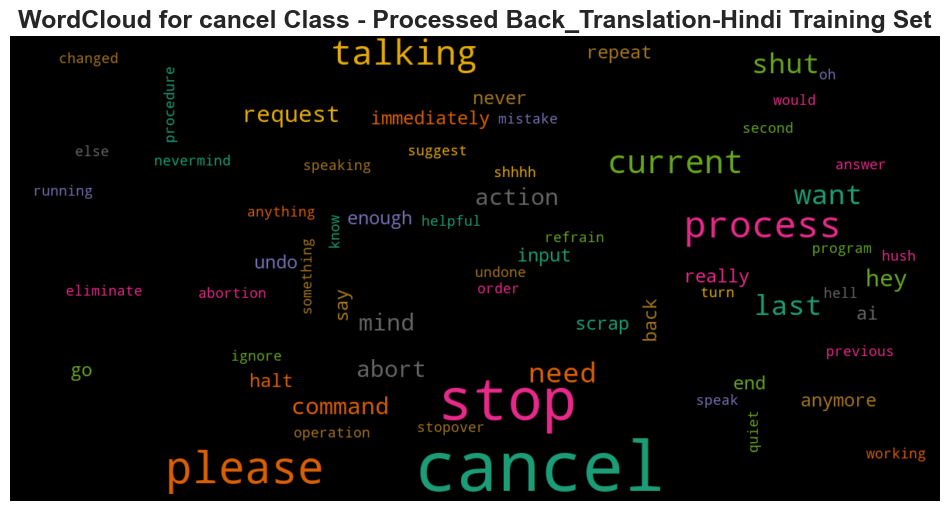 WordCloud for cancel Class - Processed Back_Translation-Hindi Training Set
talking
repeat
changed
shut
oh
procedure
never
would
request
immediately
mistake
second
else
nevermind
suggest
speaking
shhhh
current
answer
running
action
want
anything
enough
helpful
know
process
refrain
program
input
hush
undo
something
undone
really
hey
eliminate
abortion
order
turn
hell
say
last
ai
mind
scrap
back
previous
ignore
go
halt
abort
need
end
stop
speak
anymore
command
operation
stopover
quiet
working
please
cancel